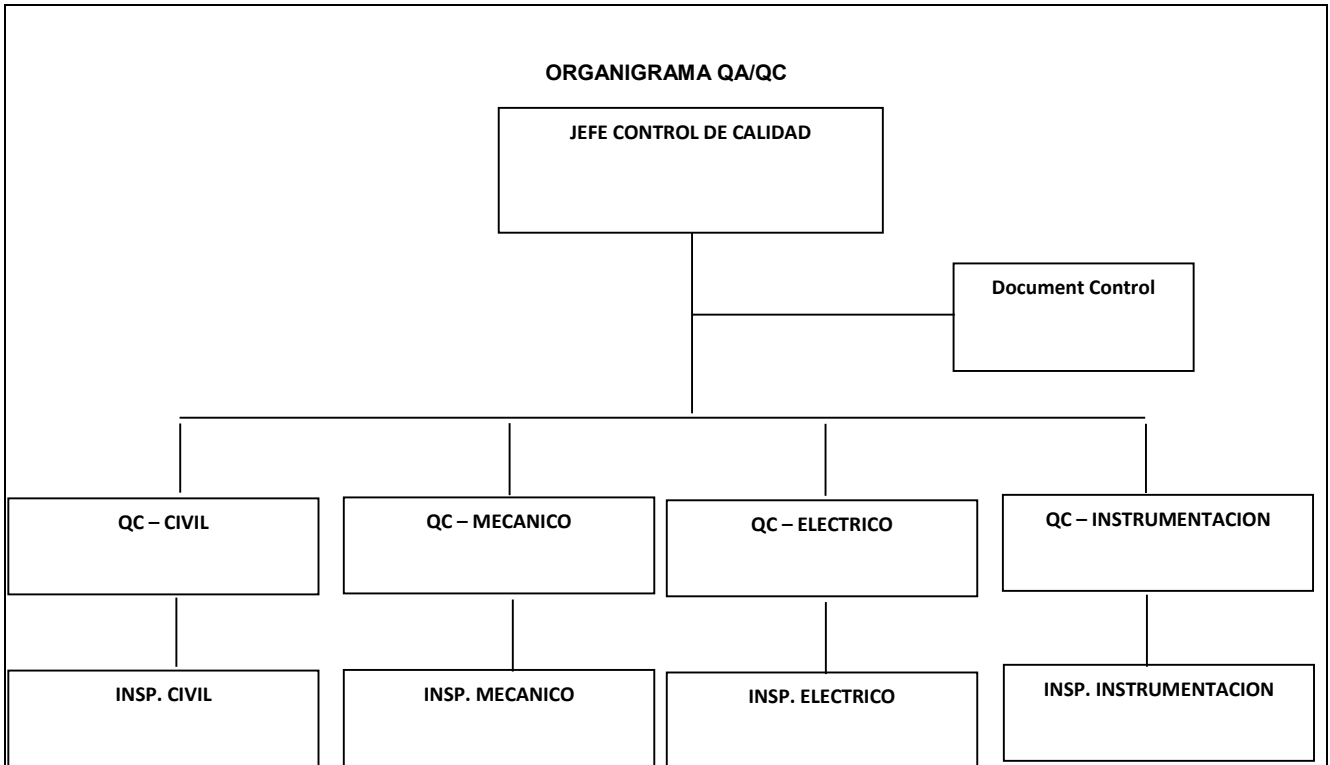 ORGANIGRAMA QA/QC
JEFE CONTROL DE CALIDAD
Document Control
QC – CIVIL
QC – MECANICO
QC – ELECTRICO
QC – INSTRUMENTACION
INSP. CIVIL
INSP. MECANICO
INSP. ELECTRICO
INSP. INSTRUMENTACION